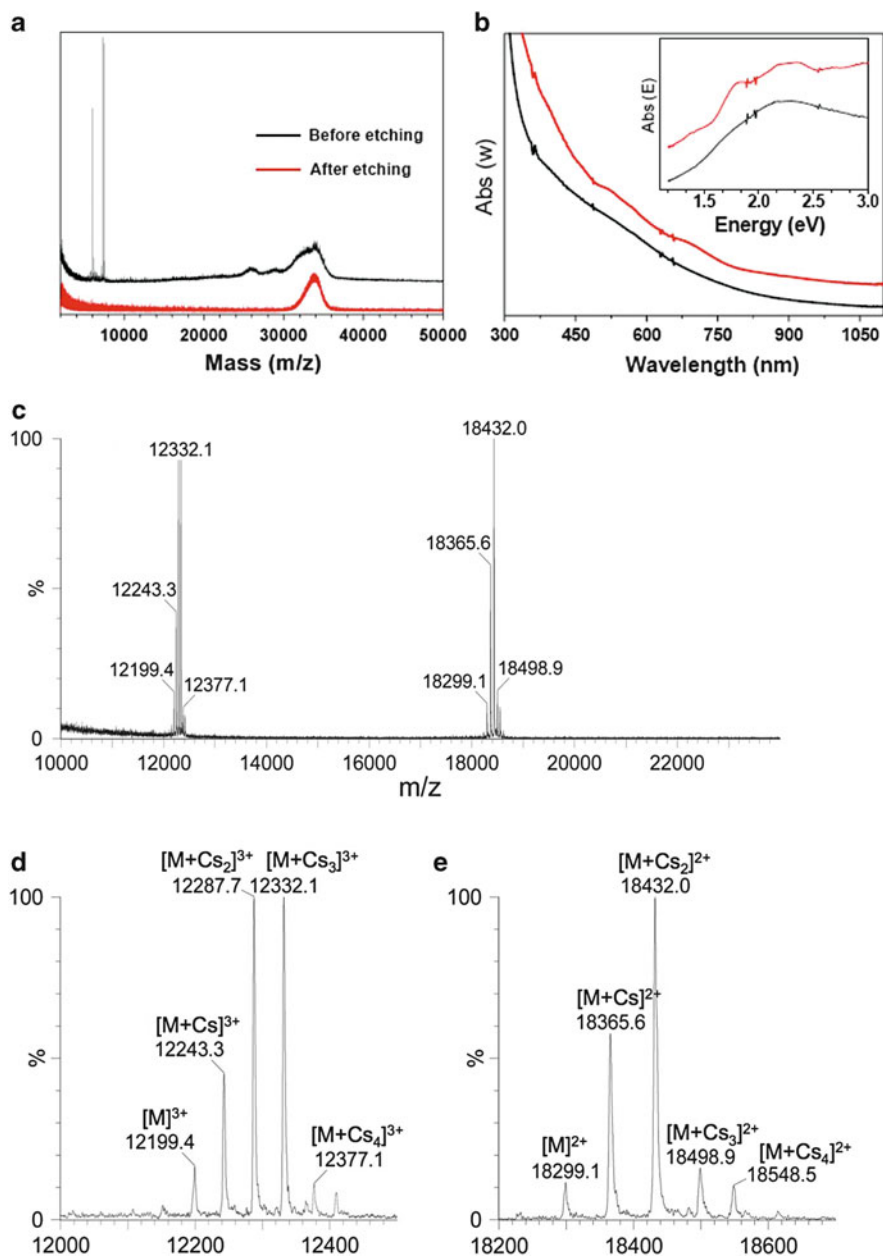 a
Before etching
After etching
10000 20000 30000 40000 50000
Mass (m/z)
b
Abs (w)
Abs (E)
1.5 2.0 2.5 3.0
Energy (eV)
300 450 600 750 900 1050
Wavelength (nm)
c
100
%
0
12332.1
12243.3
12199.4
12377.1
18432.0
18365.6
18299.1
18498.9
10000 12000 14000 16000 18000 20000 22000
m/z
d
100
%
0
[M+Cs₂]³⁺
12287.7
[M+Cs₃]³⁺
12332.1
[M+Cs]³⁺
12243.3
[M]³⁺
12199.4
[M+Cs₄]³⁺
12377.1
12000 12200 12400
e
100
%
0
[M+Cs₂]²⁺
18432.0
[M+Cs]²⁺
18365.6
[M]²⁺
18299.1
[M+Cs₃]²⁺
18498.9
[M+Cs₄]²⁺
18548.5
18200 18400 18600